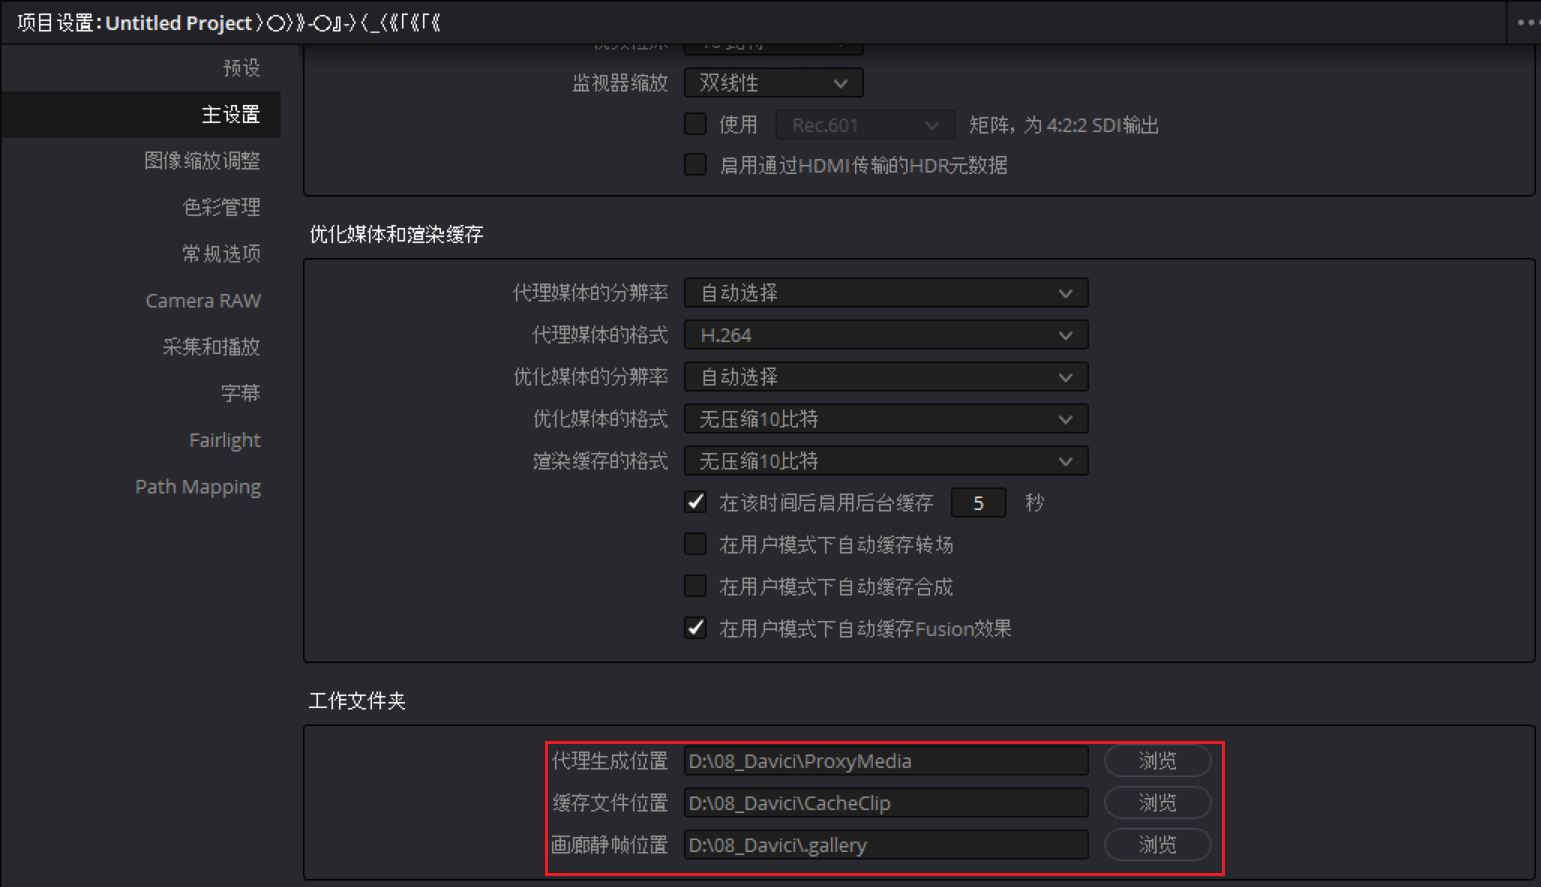 项目设置：Untitled Project》〇》》-〇』-》〈_〈《「《「《
预设
主设置
图像缩放调整
色彩管理
常规选项
Camera RAW
采集和播放
字幕
Fairlight
Path Mapping
监视器缩放 双线性
使用 Rec.601 矩阵，为 4:2:2 SDI输出
启用通过HDMI传输的HDR元数据
优化媒体和渲染缓存
代理媒体的分辨率 自动选择
代理媒体的格式 H.264
优化媒体的分辨率 自动选择
优化媒体的格式 无压缩10比特
渲染缓存的格式 无压缩10比特
在该时间后启用后台缓存 5 秒
在用户模式下自动缓存转场
在用户模式下自动缓存合成
在用户模式下自动缓存Fusion效果
工作文件夹
代理生成位置 D:\08_Davici\ProxyMedia 浏览
缓存文件位置 D:\08_Davici\CacheClip 浏览
画廊静帧位置 D:\08_Davici\.gallery 浏览